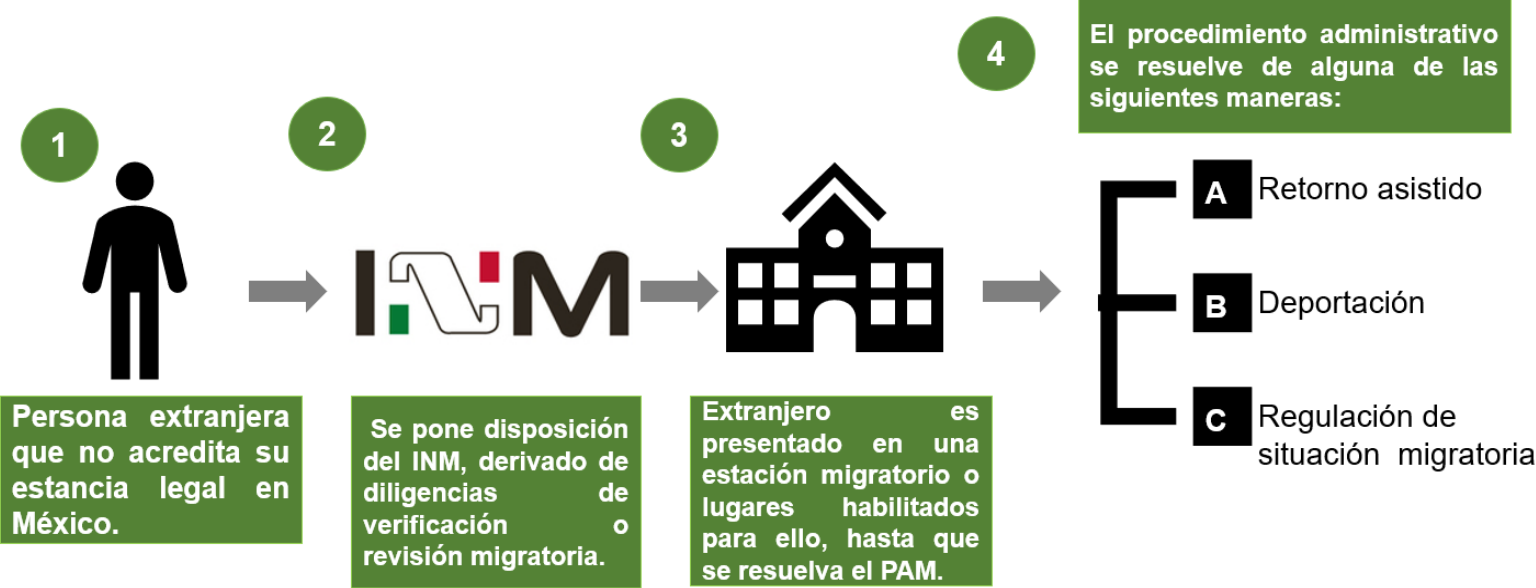 1
Persona extranjera
que no acredita su
estancia legal en
México.
2
INM
Se pone disposición
del INM, derivado de
diligencias de
verificación o
revisión migratoria.
3
Extranjero es
presentado en una
estación migratorio o
lugares habilitados
para ello, hasta que
se resuelva el PAM.
4
El procedimiento administrativo
se resuelve de alguna de las
siguientes maneras:
A Retorno asistido
B Deportación
C Regulación de
situación migratoria